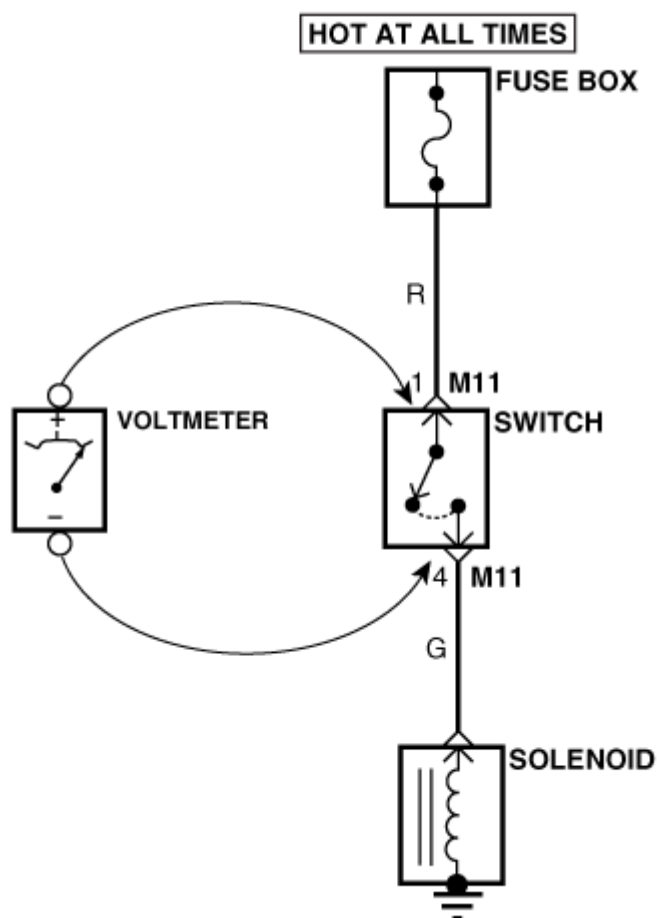 HOT AT ALL TIMES
FUSE BOX
R
1 M11
VOLTMETER
+
SWITCH
−
4 M11
G
SOLENOID